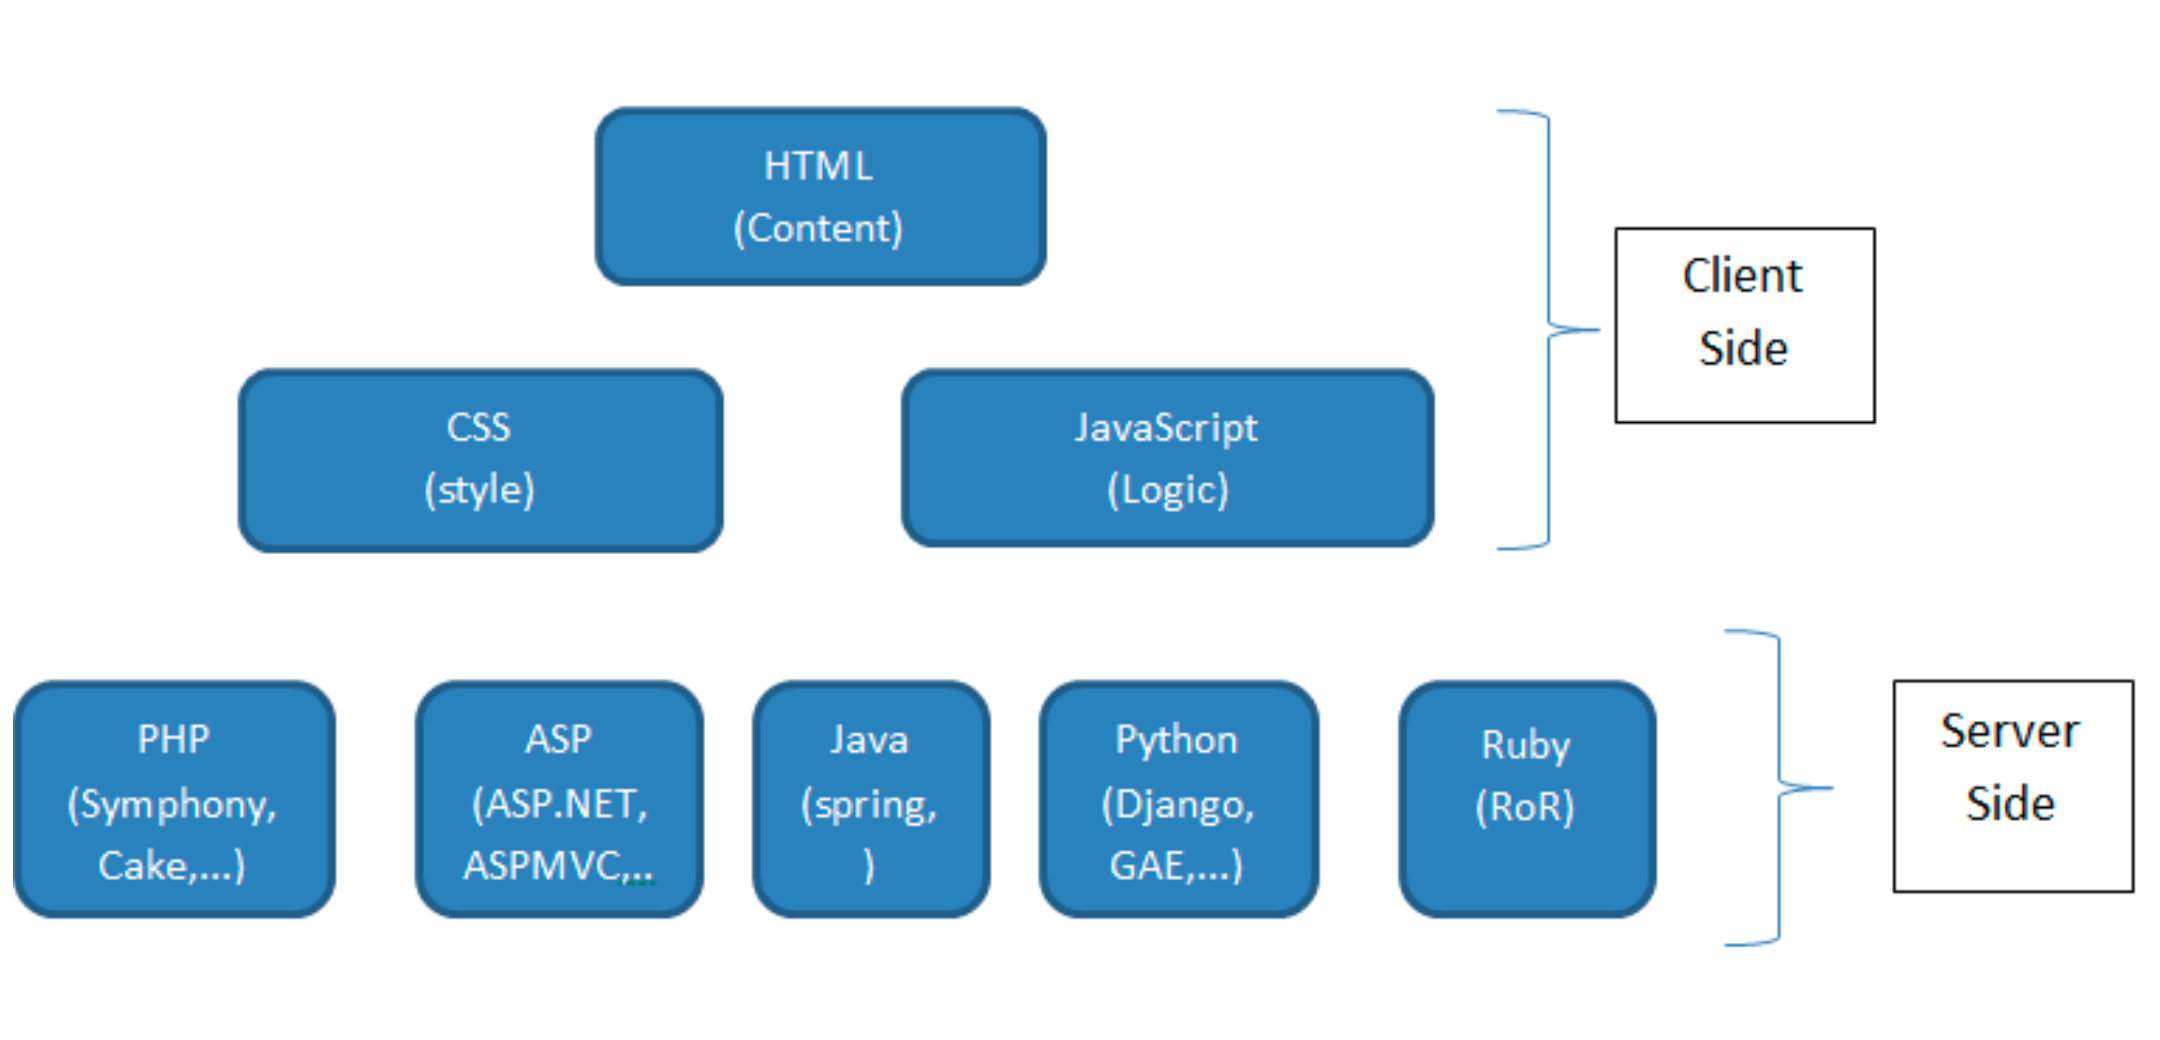 HTML
(Content)
Client
Side
CSS
(style)
JavaScript
(Logic)
PHP
(Symphony,
Cake,...)
ASP
(ASP.NET,
ASPMVC,..
Java
(spring,
)
Python
(Django,
GAE,...)
Ruby
(RoR)
Server
Side